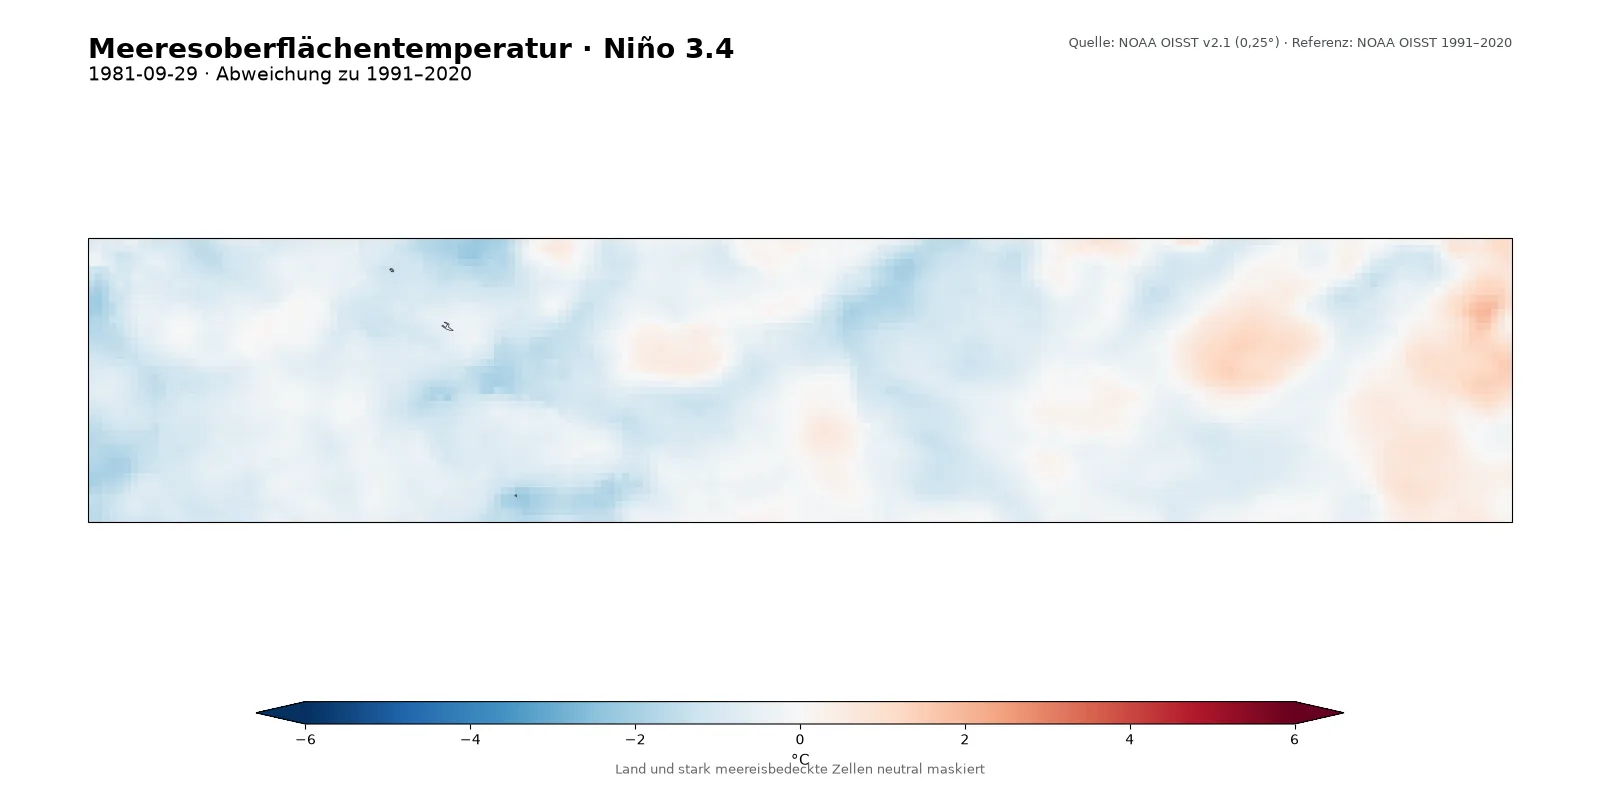 Meeresoberflächentemperatur · Niño 3.4
1981-09-29 · Abweichung zu 1991–2020
Quelle: NOAA OISST v2.1 (0,25°) · Referenz: NOAA OISST 1991–2020
−6 −4 −2 0 2 4 6
°C
Land und stark meereisbedeckte Zellen neutral maskiert